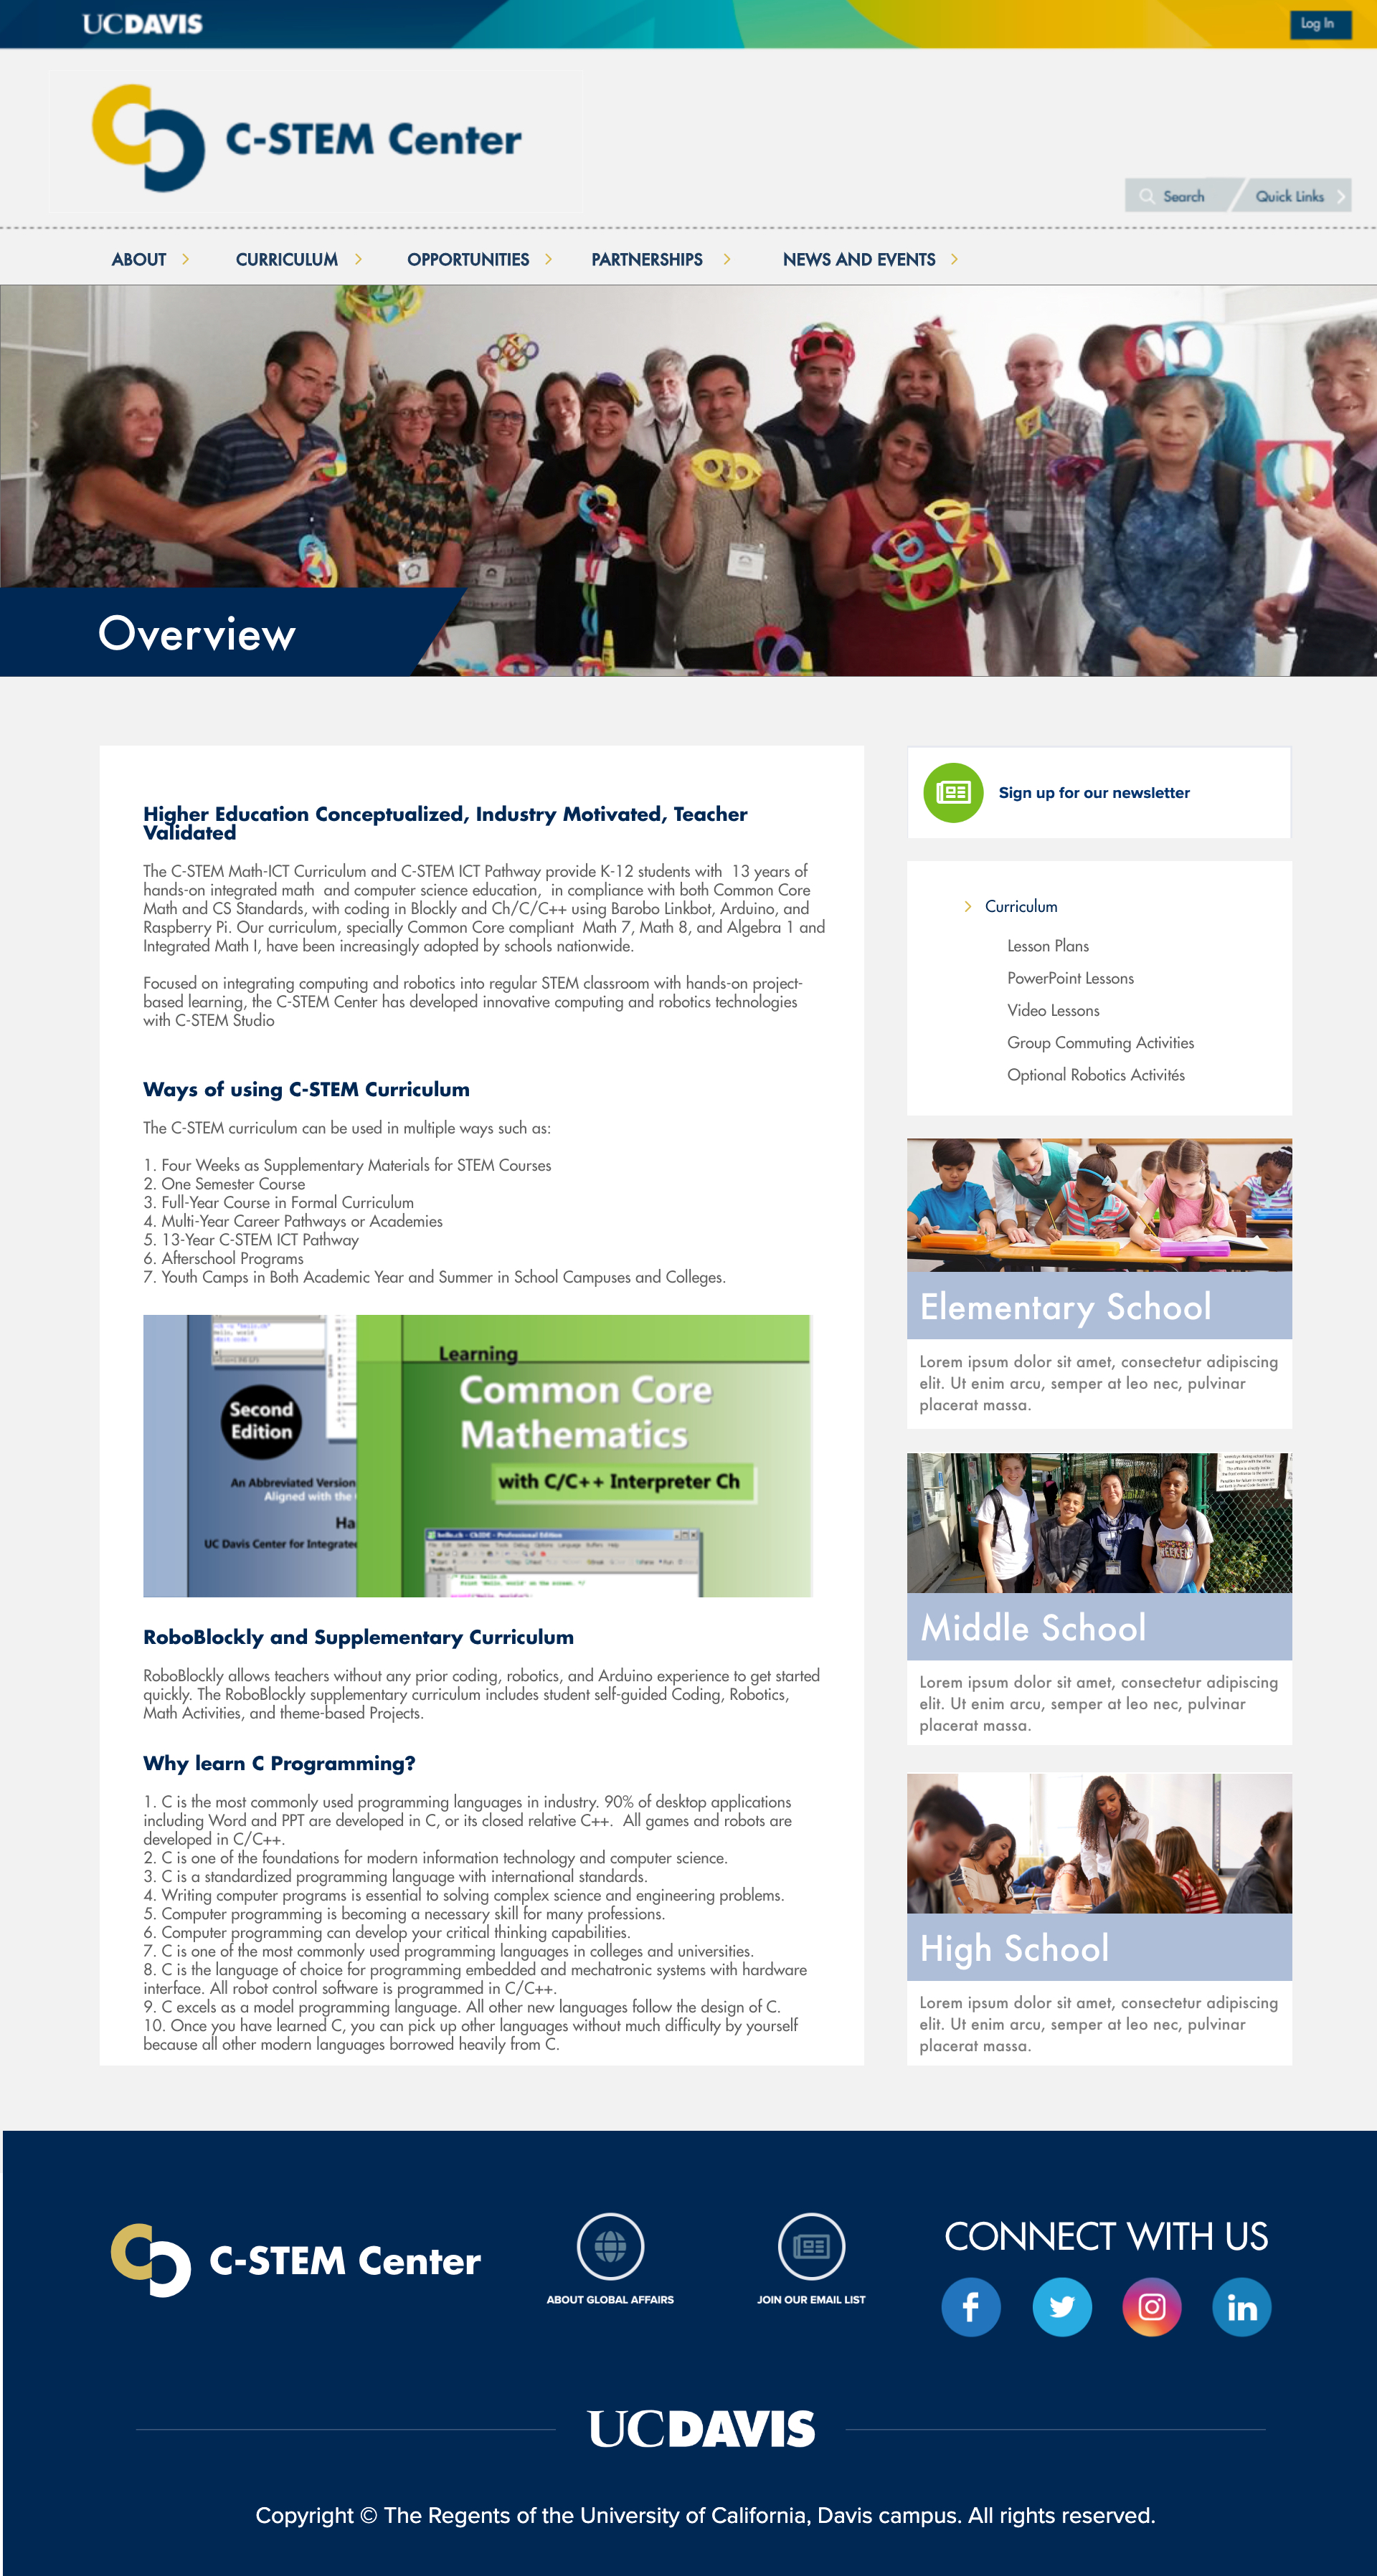 UCDAVIS
Log In
C-STEM Center
Search
Quick Links
ABOUT
CURRICULUM
OPPORTUNITIES
PARTNERSHIPS
NEWS AND EVENTS
Overview
Higher Education Conceptualized, Industry Motivated, Teacher
Validated
The C-STEM Math-ICT Curriculum and C-STEM ICT Pathway provide K-12 students with 13 years of
hands-on integrated math and computer science education, in compliance with both Common Core
Math and CS Standards, with coding in Blockly and Ch/C/C++ using Barobo Linkbot, Arduino, and
Raspberry Pi. Our curriculum, specially Common Core compliant Math 7, Math 8, and Algebra 1 and
Integrated Math I, have been increasingly adopted by schools nationwide.
Focused on integrating computing and robotics into regular STEM classroom with hands-on project-
based learning, the C-STEM Center has developed innovative computing and robotics technologies
with C-STEM Studio
Ways of using C-STEM Curriculum
The C-STEM curriculum can be used in multiple ways such as:
1. Four Weeks as Supplementary Materials for STEM Courses
2. One Semester Course
3. Full-Year Course in Formal Curriculum
4. Multi-Year Career Pathways or Academies
5. 13-Year C-STEM ICT Pathway
6. Afterschool Programs
7. Youth Camps in Both Academic Year and Summer in School Campuses and Colleges.
Second
Edition
An Abbreviated Version
Aligned with the
Ha
UC Davis Center for Integrate
Learning
Common Core
Mathematics
with C/C++ Interpreter Ch
RoboBlockly and Supplementary Curriculum
RoboBlockly allows teachers without any prior coding, robotics, and Arduino experience to get started
quickly. The RoboBlockly supplementary curriculum includes student self-guided Coding, Robotics,
Math Activities, and theme-based Projects.
Why learn C Programming?
1. C is the most commonly used programming languages in industry. 90% of desktop applications
including Word and PPT are developed in C, or its closed relative C++. All games and robots are
developed in C/C++.
2. C is one of the foundations for modern information technology and computer science.
3. C is a standardized programming language with international standards.
4. Writing computer programs is essential to solving complex science and engineering problems.
5. Computer programming is becoming a necessary skill for many professions.
6. Computer programming can develop your critical thinking capabilities.
7. C is one of the most commonly used programming languages in colleges and universities.
8. C is the language of choice for programming embedded and mechatronic systems with hardware
interface. All robot control software is programmed in C/C++.
9. C excels as a model programming language. All other new languages follow the design of C.
10. Once you have learned C, you can pick up other languages without much difficulty by yourself
because all other modern languages borrowed heavily from C.
Sign up for our newsletter
Curriculum
Lesson Plans
PowerPoint Lessons
Video Lessons
Group Commuting Activities
Optional Robotics Activités
Elementary School
Lorem ipsum dolor sit amet, consectetur adipiscing
elit. Ut enim arcu, semper at leo nec, pulvinar
placerat massa.
WEEKEND
Middle School
Lorem ipsum dolor sit amet, consectetur adipiscing
elit. Ut enim arcu, semper at leo nec, pulvinar
placerat massa.
High School
Lorem ipsum dolor sit amet, consectetur adipiscing
elit. Ut enim arcu, semper at leo nec, pulvinar
placerat massa.
C-STEM Center
ABOUT GLOBAL AFFAIRS
JOIN OUR EMAIL LIST
CONNECT WITH US
UCDAVIS
Copyright © The Regents of the University of California, Davis campus. All rights reserved.